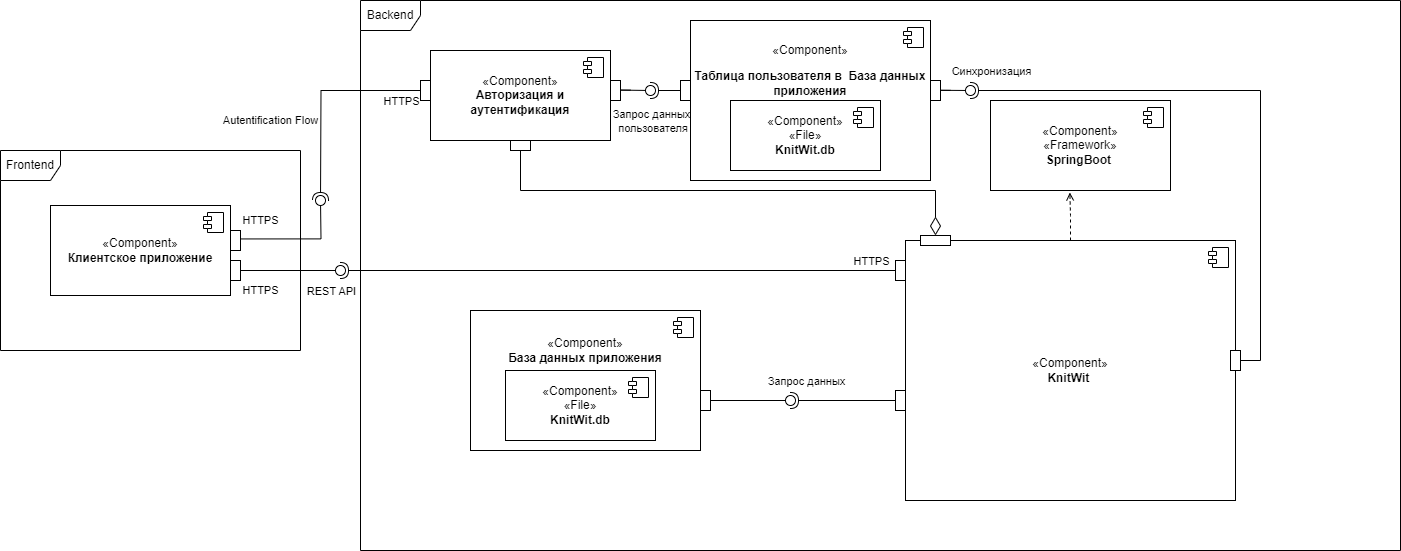 Backend
«Component»
Авторизация и
аутентификация
HTTPS
Autentification Flow
Запрос данных
пользователя
«Component»
Таблица пользователя в База данных
приложения
«Component»
«File»
KnitWit.db
Синхронизация
«Component»
«Framework»
SpringBoot
Frontend
«Component»
Клиентское приложение
HTTPS
HTTPS
REST API
HTTPS
«Component»
KnitWit
«Component»
База данных приложения
«Component»
«File»
KnitWit.db
Запрос данных